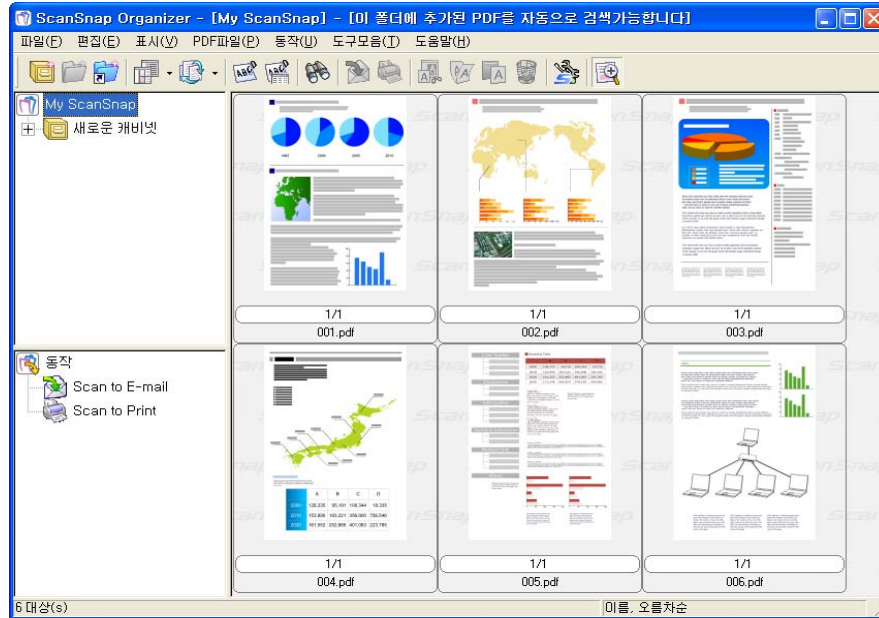 ScanSnap Organizer - [My ScanSnap] - [이 폴더에 추가된 PDF를 자동으로 검색가능합니다]
파일(F) 편집(E) 표시(V) PDF파일(P) 동작(U) 도구모음(T) 도움말(H)
My ScanSnap
새로운 캐비넷
1/1
1/1
1/1
001.pdf
002.pdf
003.pdf
동작
Scan to E-mail
Scan to Print
A B C D
1/1
1/1
1/1
004.pdf
005.pdf
006.pdf
6 대상(s)
이름, 오름차순